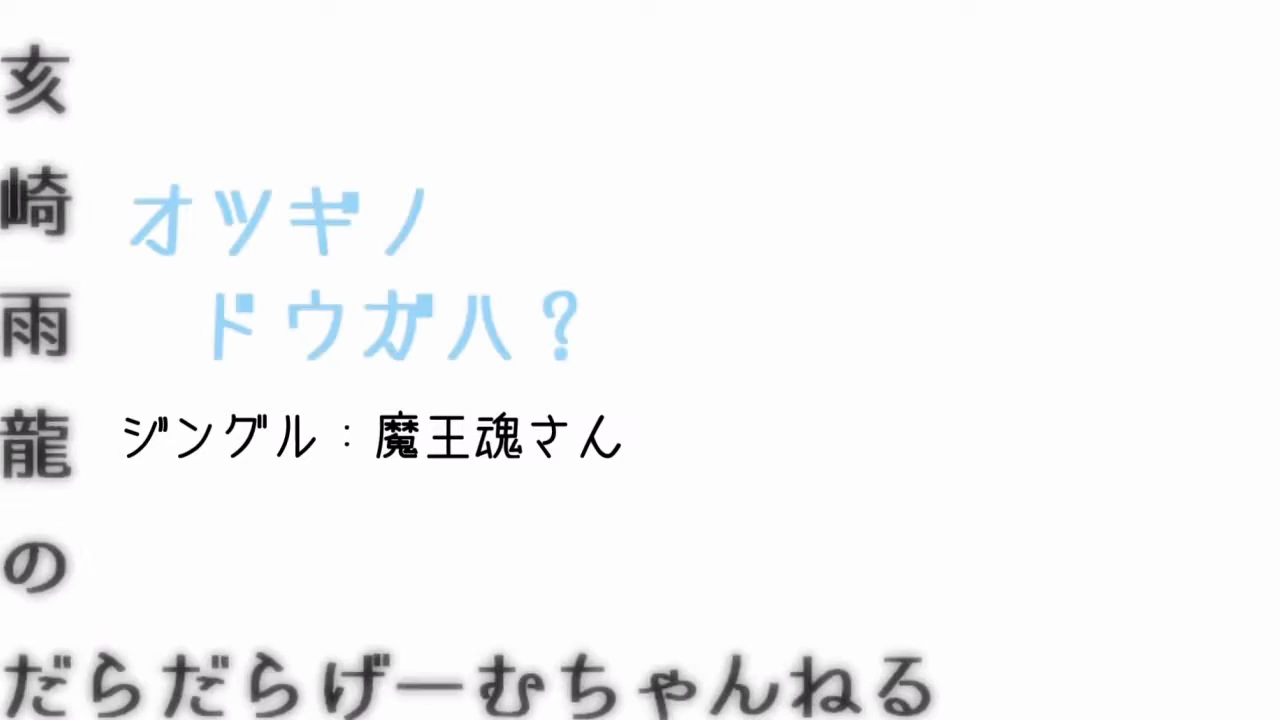 亥崎雨龍の
だらだらげーむちゃんねる
オツギノ
ドウガハ？
ジングル：魔王魂さん